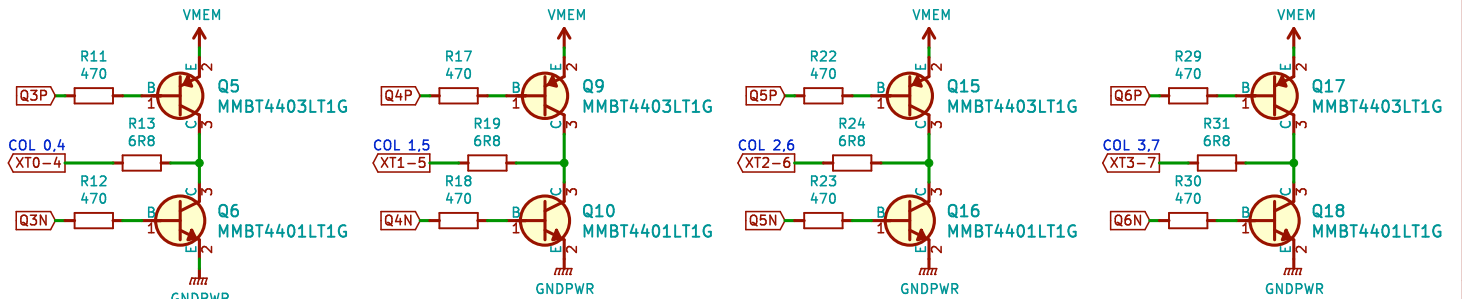 VMEM
R11
470
Q3P
B
1
E
2
Q5
MMBT4403LT1G
C
3
R13
6R8
COL 0,4
XT0-4
R12
470
Q3N
B
1
C
3
Q6
MMBT4401LT1G
E
2
GNDPWR
VMEM
R17
470
Q4P
B
1
E
2
Q9
MMBT4403LT1G
C
3
R19
6R8
COL 1,5
XT1-5
R18
470
Q4N
B
1
C
3
Q10
MMBT4401LT1G
E
2
GNDPWR
VMEM
R22
470
Q5P
B
1
E
2
Q15
MMBT4403LT1G
C
3
R24
6R8
COL 2,6
XT2-6
R23
470
Q5N
B
1
C
3
Q16
MMBT4401LT1G
E
2
GNDPWR
VMEM
R29
470
Q6P
B
1
E
2
Q17
MMBT4403LT1G
C
3
R31
6R8
COL 3,7
XT3-7
R30
470
Q6N
B
1
C
3
Q18
MMBT4401LT1G
E
2
GNDPWR